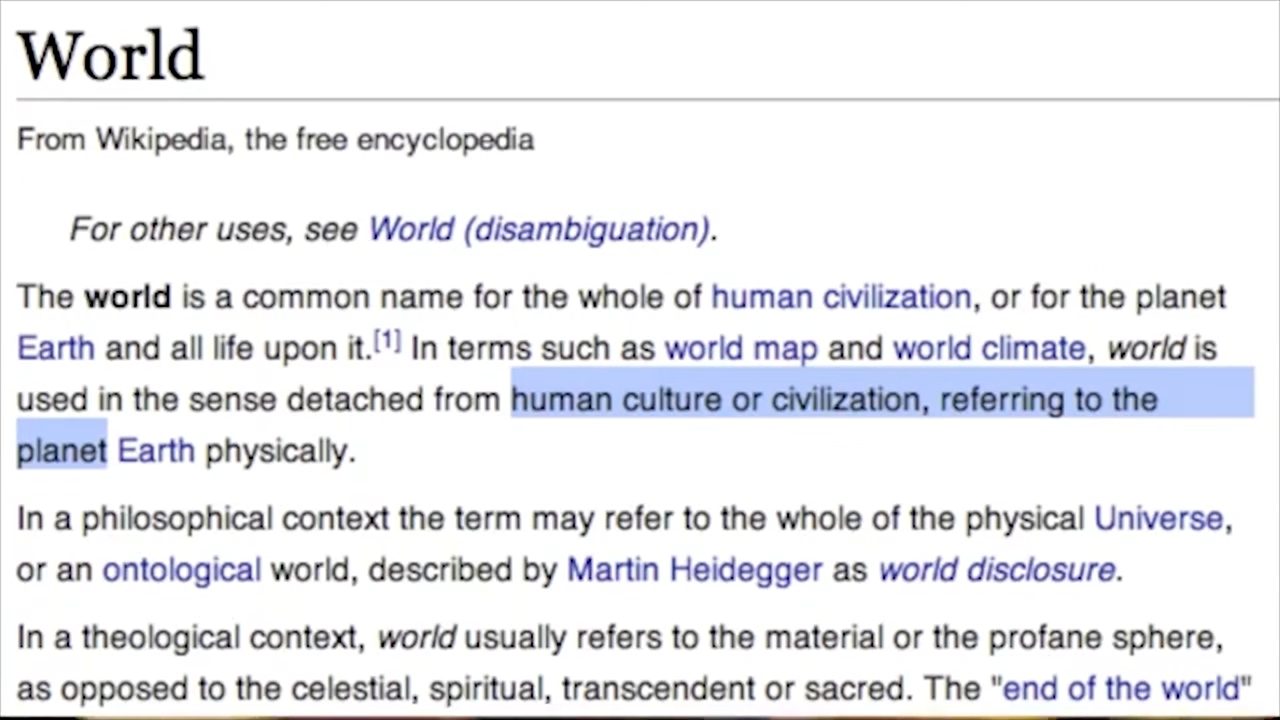 World
From Wikipedia, the free encyclopedia
For other uses, see World (disambiguation).
The world is a common name for the whole of human civilization, or for the planet
Earth and all life upon it.[1] In terms such as world map and world climate, world is
used in the sense detached from human culture or civilization, referring to the
planet Earth physically.
In a philosophical context the term may refer to the whole of the physical Universe,
or an ontological world, described by Martin Heidegger as world disclosure.
In a theological context, world usually refers to the material or the profane sphere,
as opposed to the celestial, spiritual, transcendent or sacred. The "end of the world"